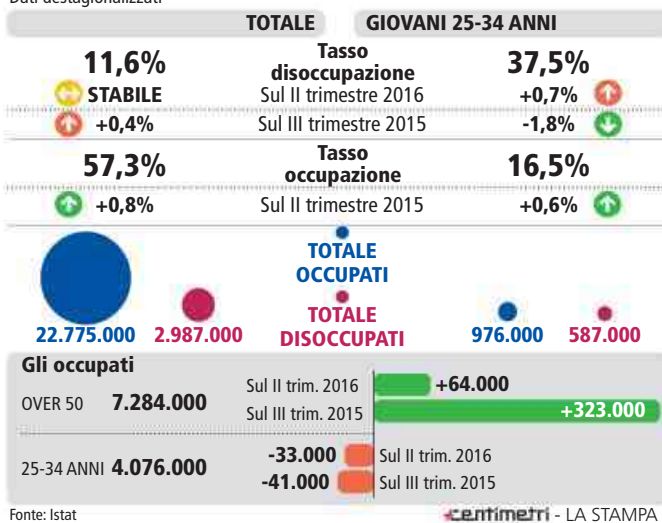 Dati destagionalizzati
TOTALE GIOVANI 25-34 ANNI
11,6% Tasso disoccupazione 37,5%
STABILE Sul II trimestre 2016 +0,7%
+0,4% Sul III trimestre 2015 -1,8%
57,3% Tasso occupazione 16,5%
+0,8% Sul II trimestre 2015 +0,6%
TOTALE
OCCUPATI
TOTALE
22.775.000 2.987.000 DISOCCUPATI 976.000 587.000
Gli occupati
Sul II trim. 2016 +64.000
OVER 50 7.284.000
Sul III trim. 2015 +323.000
-33.000 Sul II trim. 2016
25-34 ANNI 4.076.000
-41.000 Sul III trim. 2015
Fonte: Istat centimetri - LA STAMPA